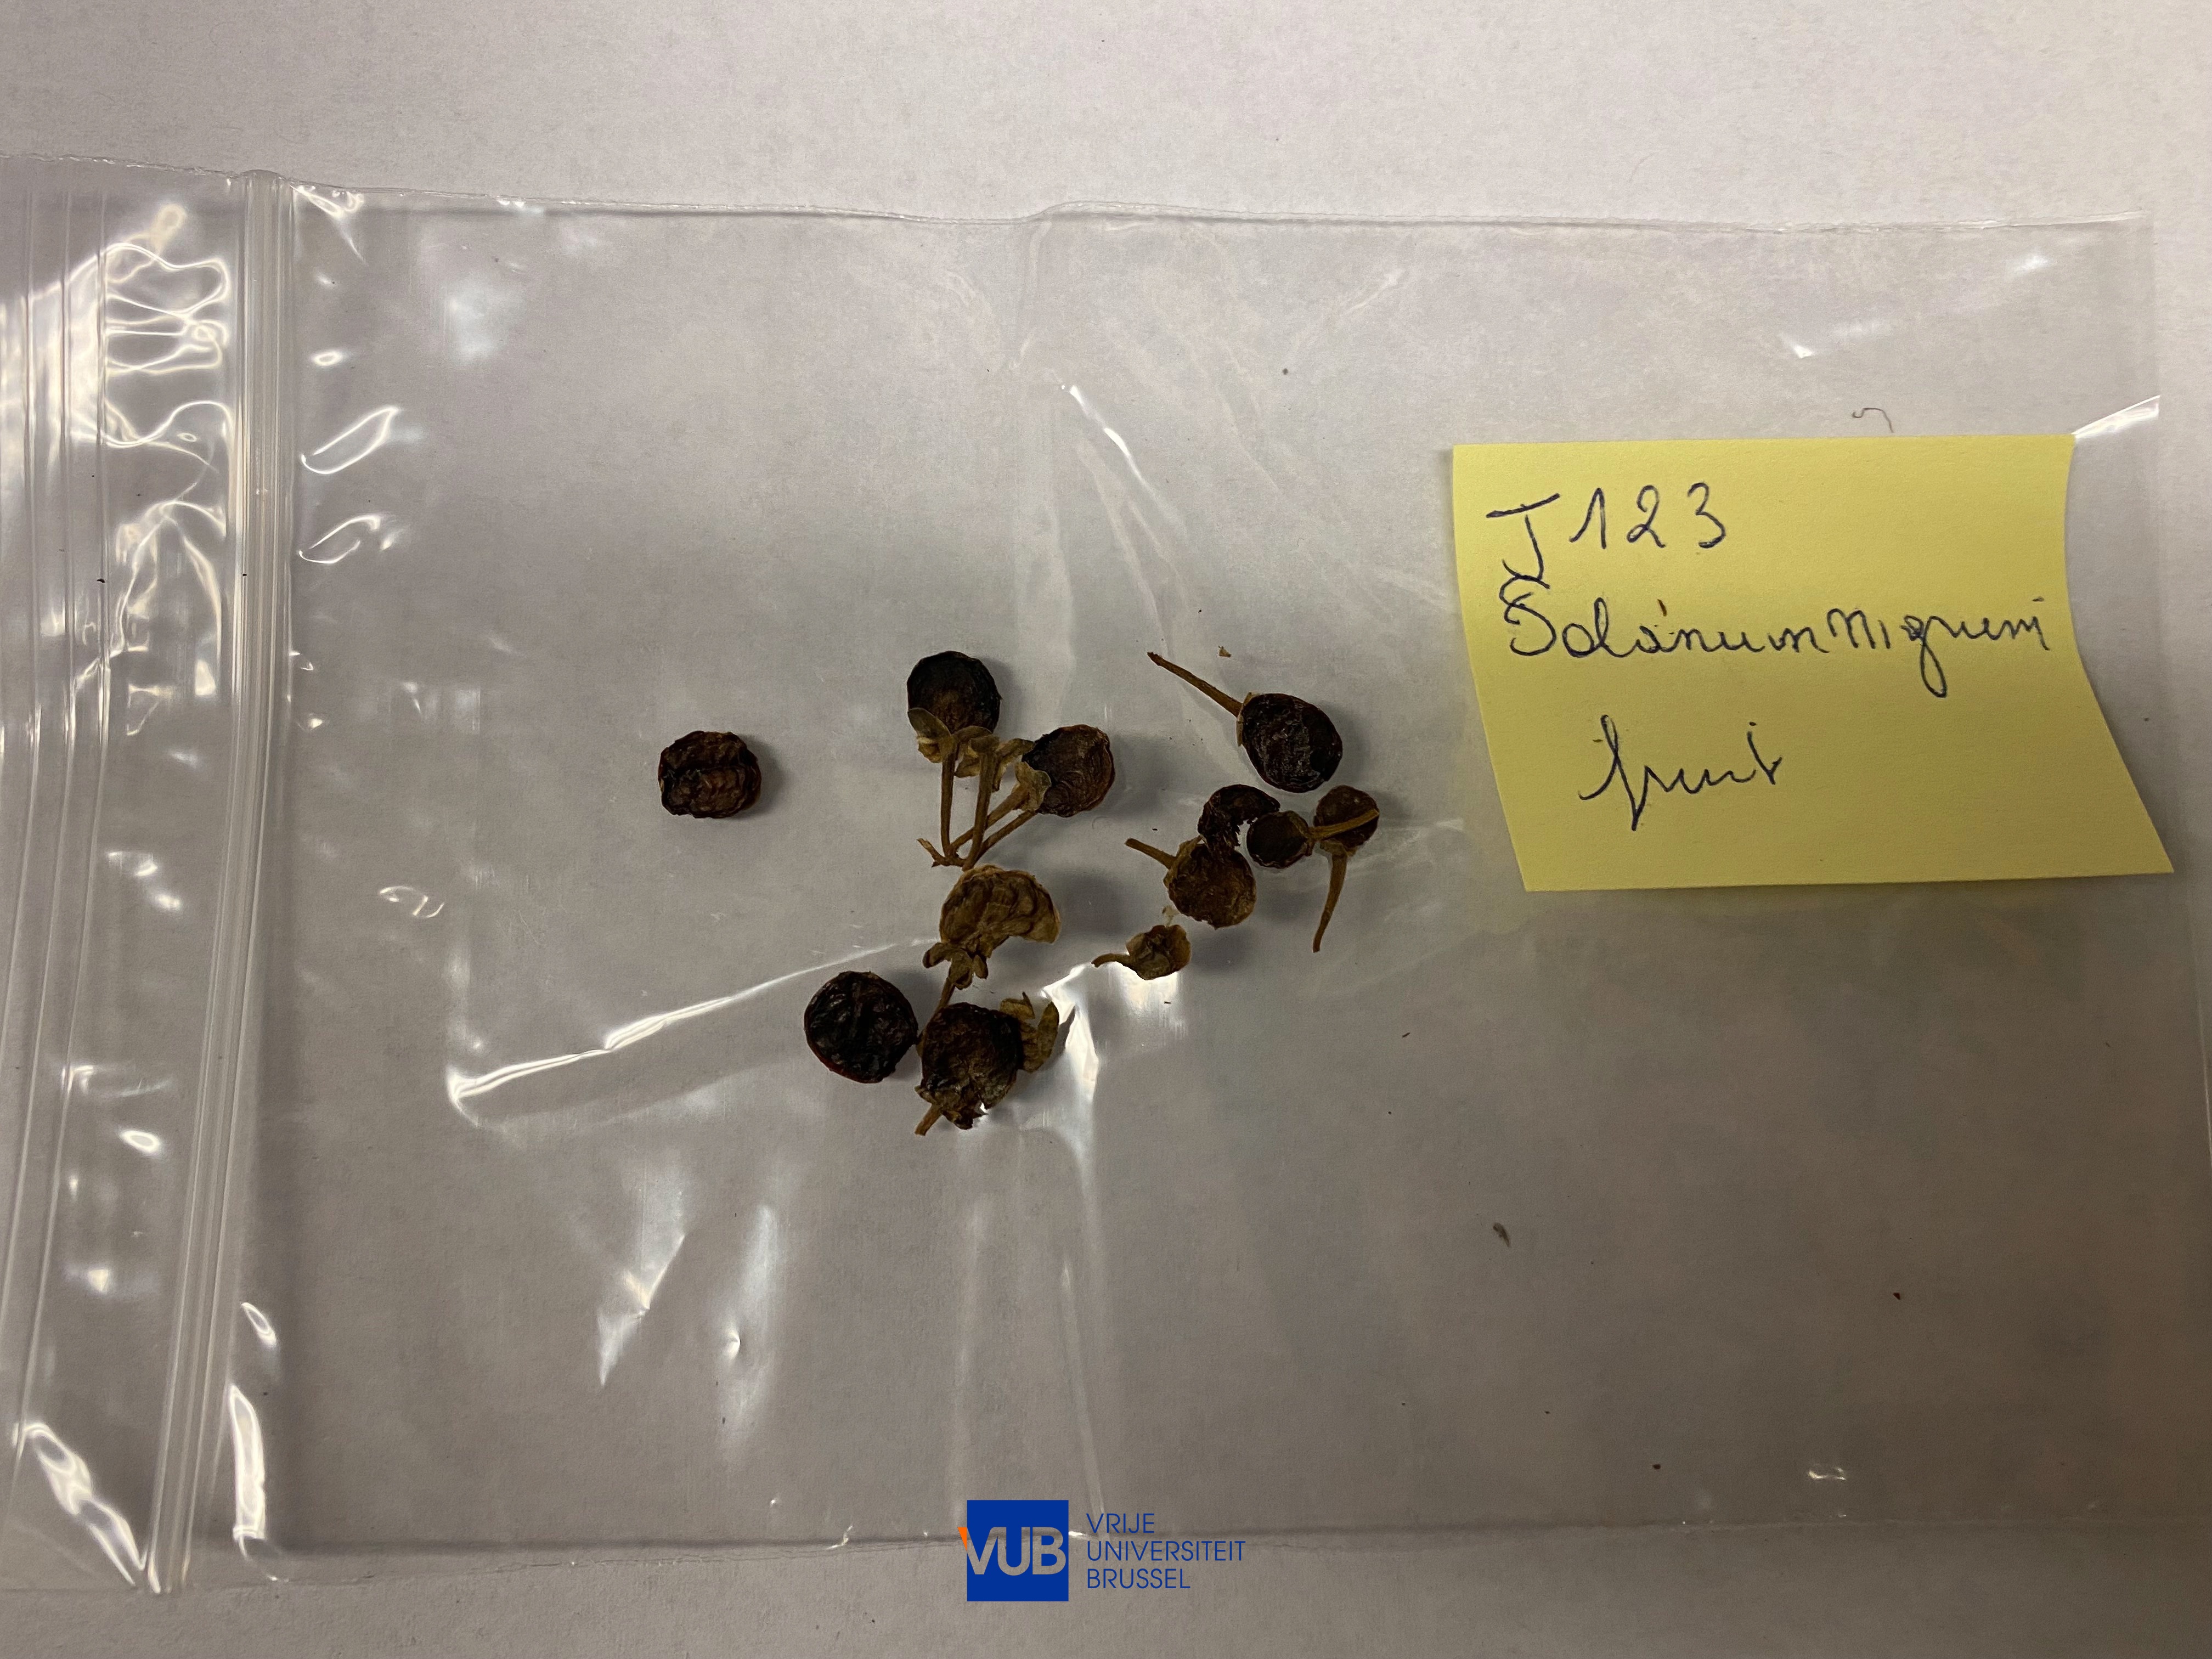 J123
Solanum nigrum
fruit
VUB
VRIJE
UNIVERSITEIT
BRUSSEL